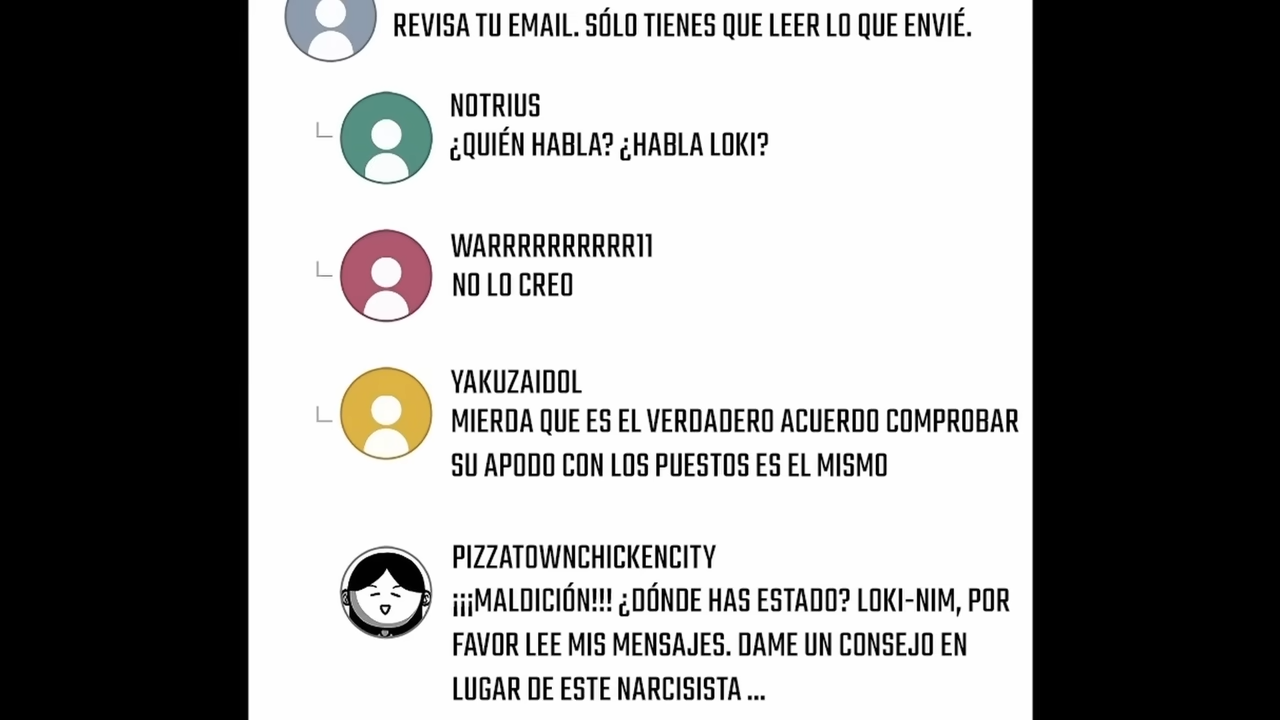 REVISA TU EMAIL. SÓLO TIENES QUE LEER LO QUE ENVIÉ.
NOTRIUS
¿QUIÉN HABLA? ¿HABLA LOKI?
WARRRRRRRRRR11
NO LO CREO
YAKUZAIDOL
MIERDA QUE ES EL VERDADERO ACUERDO COMPROBAR
SU APODO CON LOS PUESTOS ES EL MISMO
PIZZATOWNCHICKENCITY
¡¡¡MALDICIÓN!!! ¿DÓNDE HAS ESTADO? LOKI-NIM, POR
FAVOR LEE MIS MENSAJES. DAME UN CONSEJO EN
LUGAR DE ESTE NARCISISTA ...